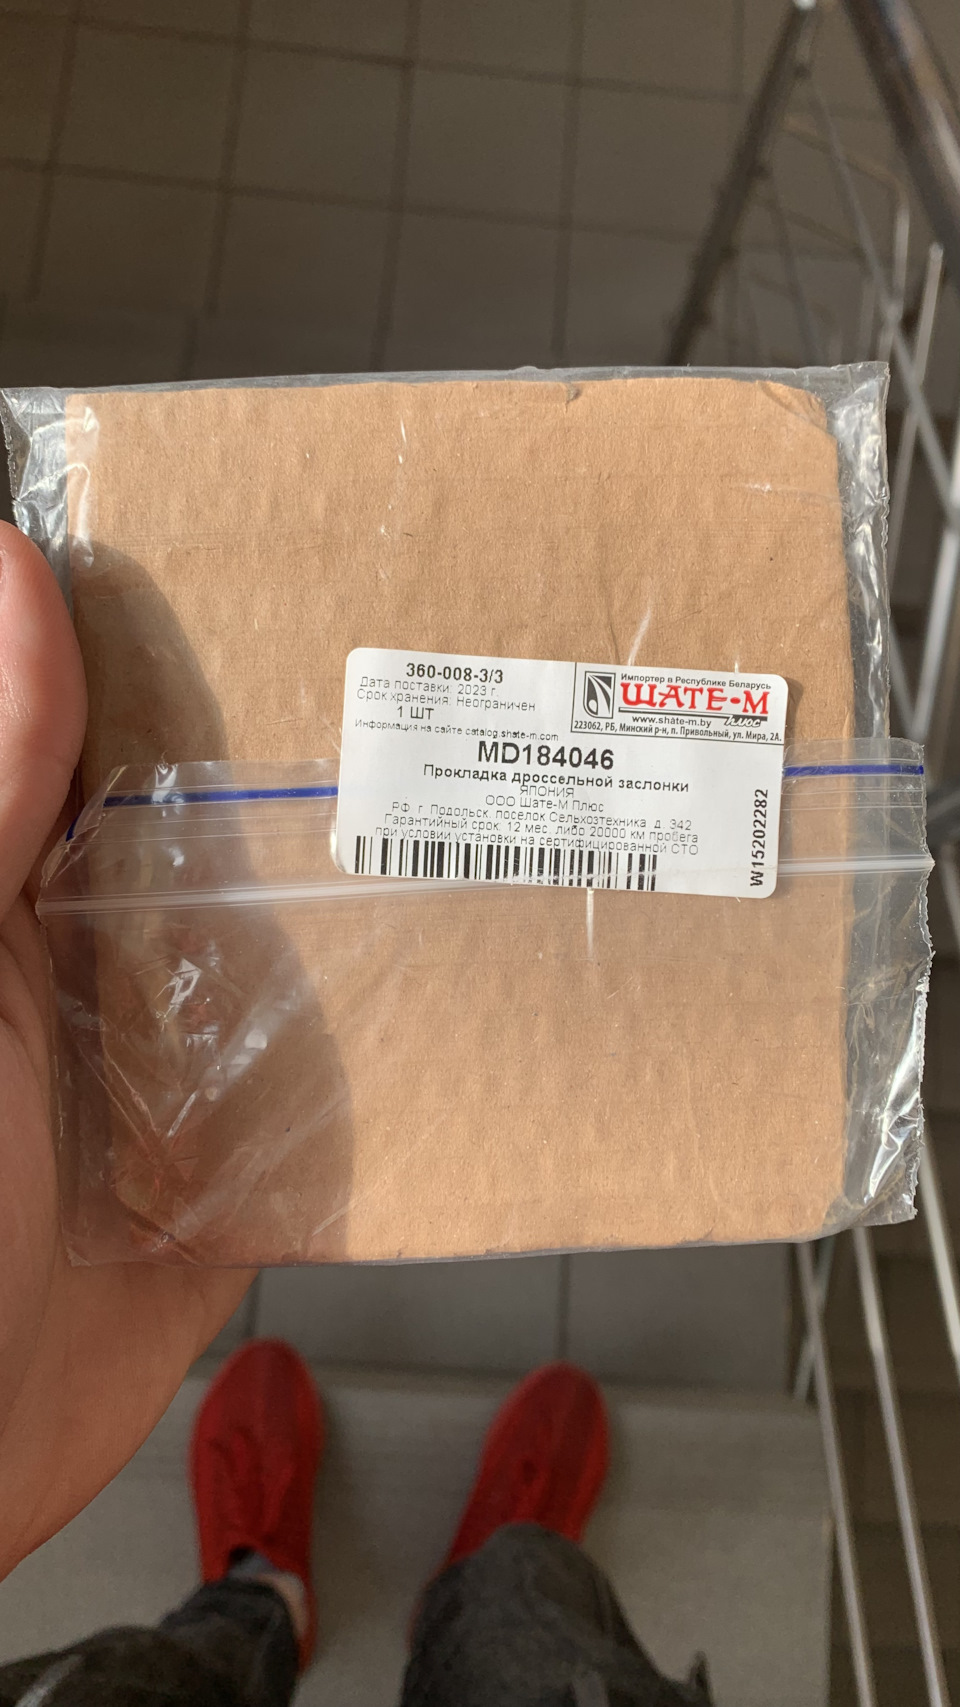 360-008-3/3
Дата поставки: 2023 г.
Срок хранения: Неограничен
1 ШТ
Информация на сайте catalog.shate-m.com
Импортер в Республике Беларусь
ШАТЕ-М
плюс
www.shate-m.by
223062, РБ, Минский р-н, п. Привольный, ул. Мира, 2А.
MD184046
Прокладка дроссельной заслонки
ЯПОНИЯ
ООО Шате-М Плюс
РФ, г. Подольск, поселок Сельхозтехника, д. 342
Гарантийный срок: 12 мес. либо 20000 км пробега
при условии установки на сертифицированной СТО
W15202282